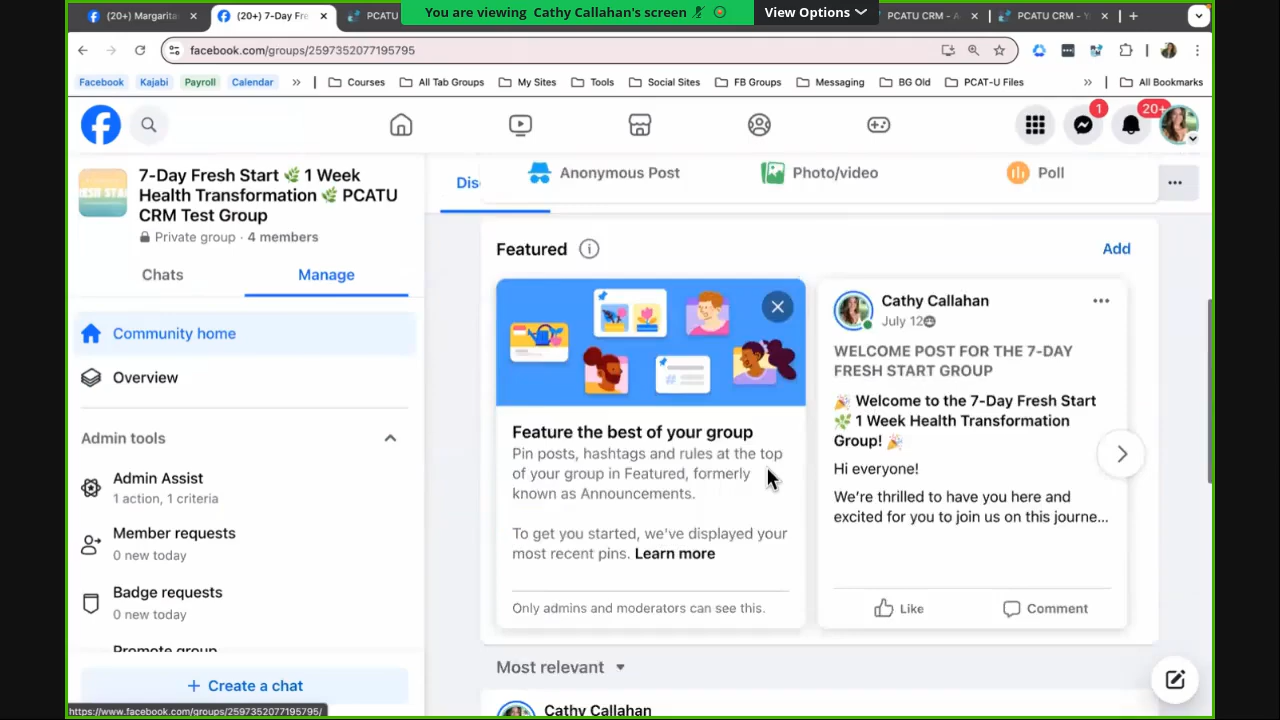 You are viewing Cathy Callahan's screen
View Options
(20+) Margarita
(20+) 7-Day Fre
PCATU
PCATU CRM - A
PCATU CRM - Y
facebook.com/groups/2597352077195795
Facebook
Kajabi
Payroll
Calendar
»
Courses
All Tab Groups
My Sites
Tools
Social Sites
FB Groups
Messaging
BG Old
PCAT-U Files
»
All Bookmarks
1
20+
7-Day Fresh Start 🌿 1 Week
Health Transformation 🌿 PCATU
CRM Test Group
Private group · 4 members
Chats
Manage
Community home
Overview
Admin tools
Admin Assist
1 action, 1 criteria
Member requests
0 new today
Badge requests
0 new today
Promote group
+ Create a chat
https://www.facebook.com/groups/2597352077195795/
Dis
Anonymous Post
Photo/video
Poll
Featured
Add
Feature the best of your group
Pin posts, hashtags and rules at the top
of your group in Featured, formerly
known as Announcements.
To get you started, we've displayed your
most recent pins. Learn more
Only admins and moderators can see this.
Cathy Callahan
July 12
WELCOME POST FOR THE 7-DAY
FRESH START GROUP
🎉 Welcome to the 7-Day Fresh Start
🌿 1 Week Health Transformation
Group! 🎉
Hi everyone!
We're thrilled to have you here and
excited for you to join us on this journe...
Like
Comment
Most relevant
Cathy Callahan